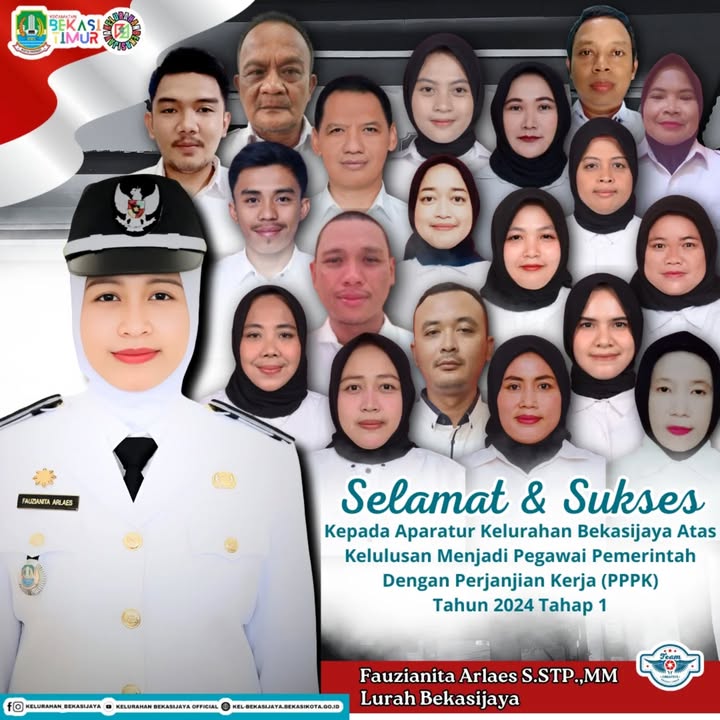 KECAMATAN
BEKASI
TIMUR
FAUZIANITA ARLAES
Selamat & Sukses
Kepada Aparatur Kelurahan Bekasijaya Atas
Kelulusan Menjadi Pegawai Pemerintah
Dengan Perjanjian Kerja (PPPK)
Tahun 2024 Tahap 1
Team
Fauzianita Arlaes S.STP.,MM
Lurah Bekasijaya
KELURAHAN_BEKASIJAYA
KELURAHAN BEKASIJAYA OFFICIAL
KEL-BEKASIJAYA.BEKASIKOTA.GO.ID